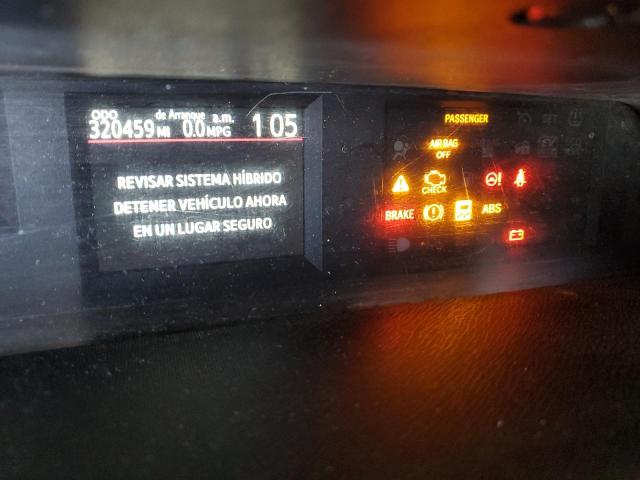 ODO de Arranque a.m.
320459 MI 0.0 MPG 1 05
REVISAR SISTEMA HÍBRIDO
DETENER VEHÍCULO AHORA
EN UN LUGAR SEGURO
PASSENGER
AIR BAG
OFF
CHECK
BRAKE
ABS
SET